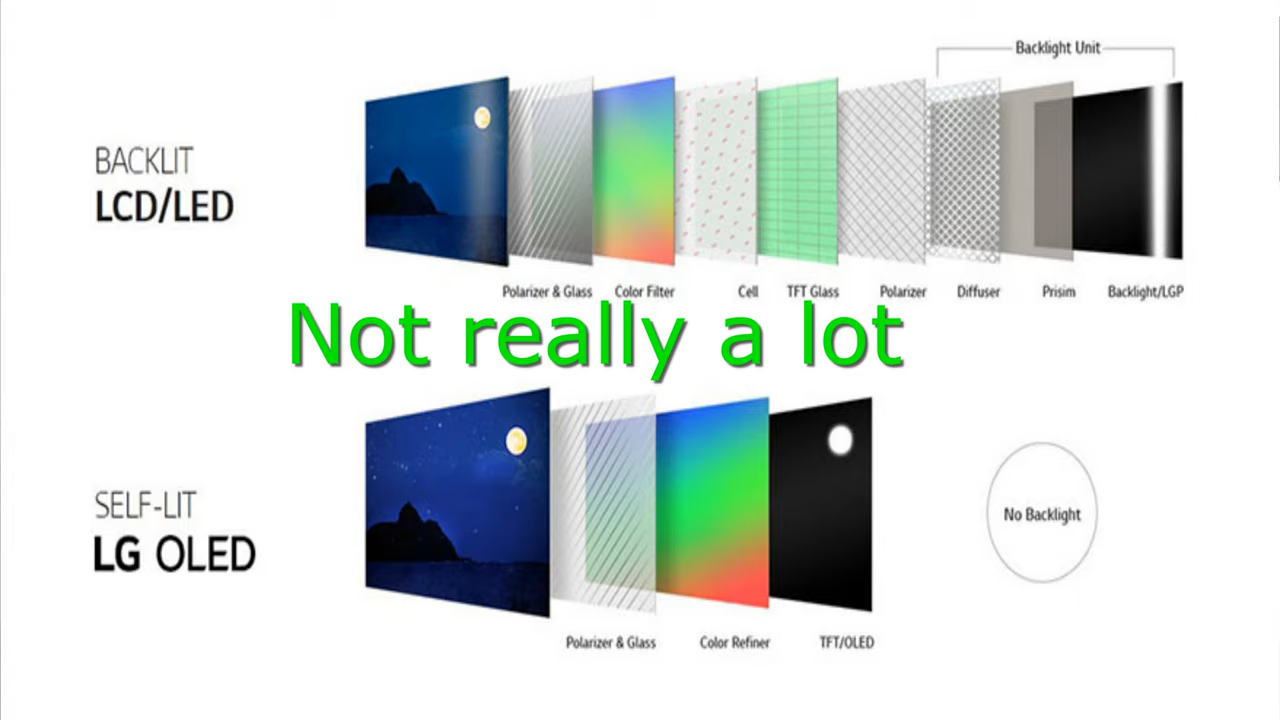 Backlight Unit
BACKLIT
LCD/LED
Polarizer & Glass Color Filter Cell TFT Glass Polarizer Diffuser Prisim Backlight/LGP
Not really a lot
SELF-LIT
LG OLED
No Backlight
Polarizer & Glass Color Refiner TFT/OLED